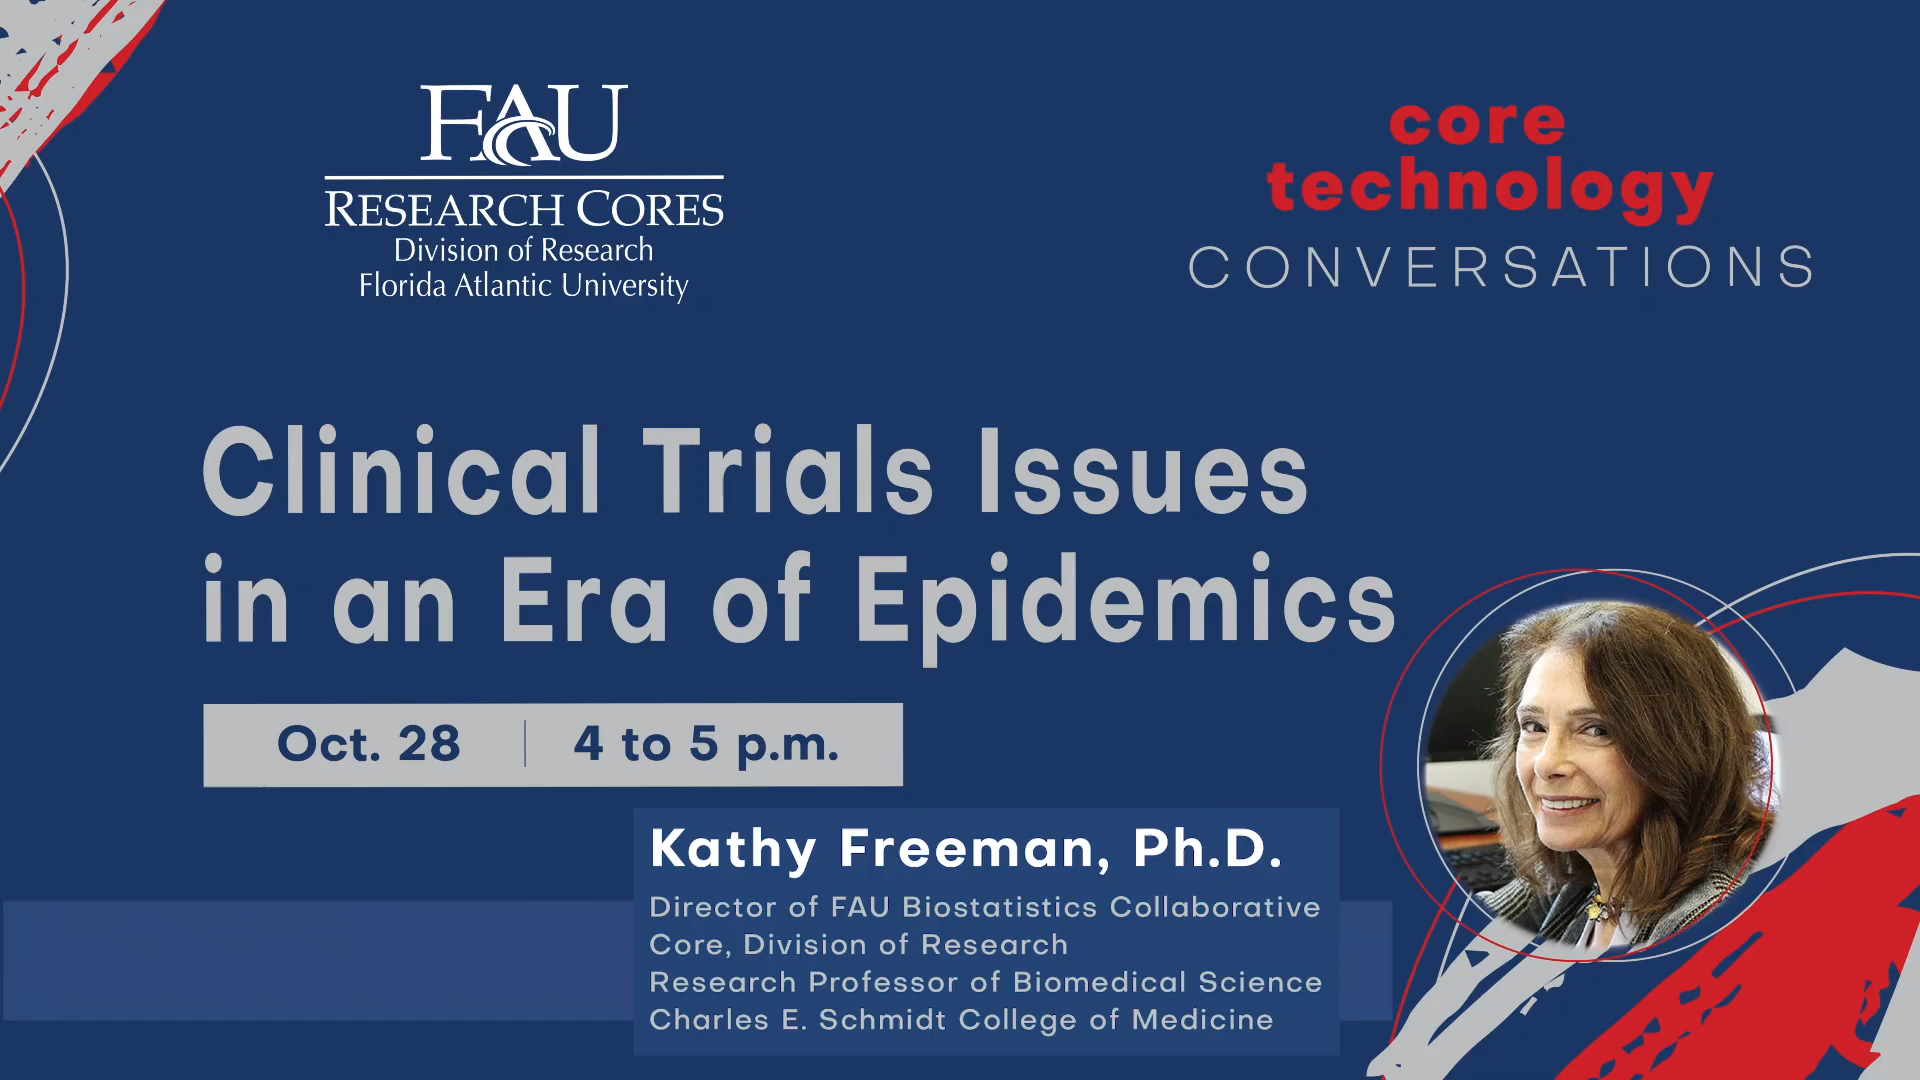 FAU
RESEARCH CORES
Division of Research
Florida Atlantic University
core
technology
CONVERSATIONS
Clinical Trials Issues
in an Era of Epidemics
Oct. 28 | 4 to 5 p.m.
Kathy Freeman, Ph.D.
Director of FAU Biostatistics Collaborative
Core, Division of Research
Research Professor of Biomedical Science
Charles E. Schmidt College of Medicine